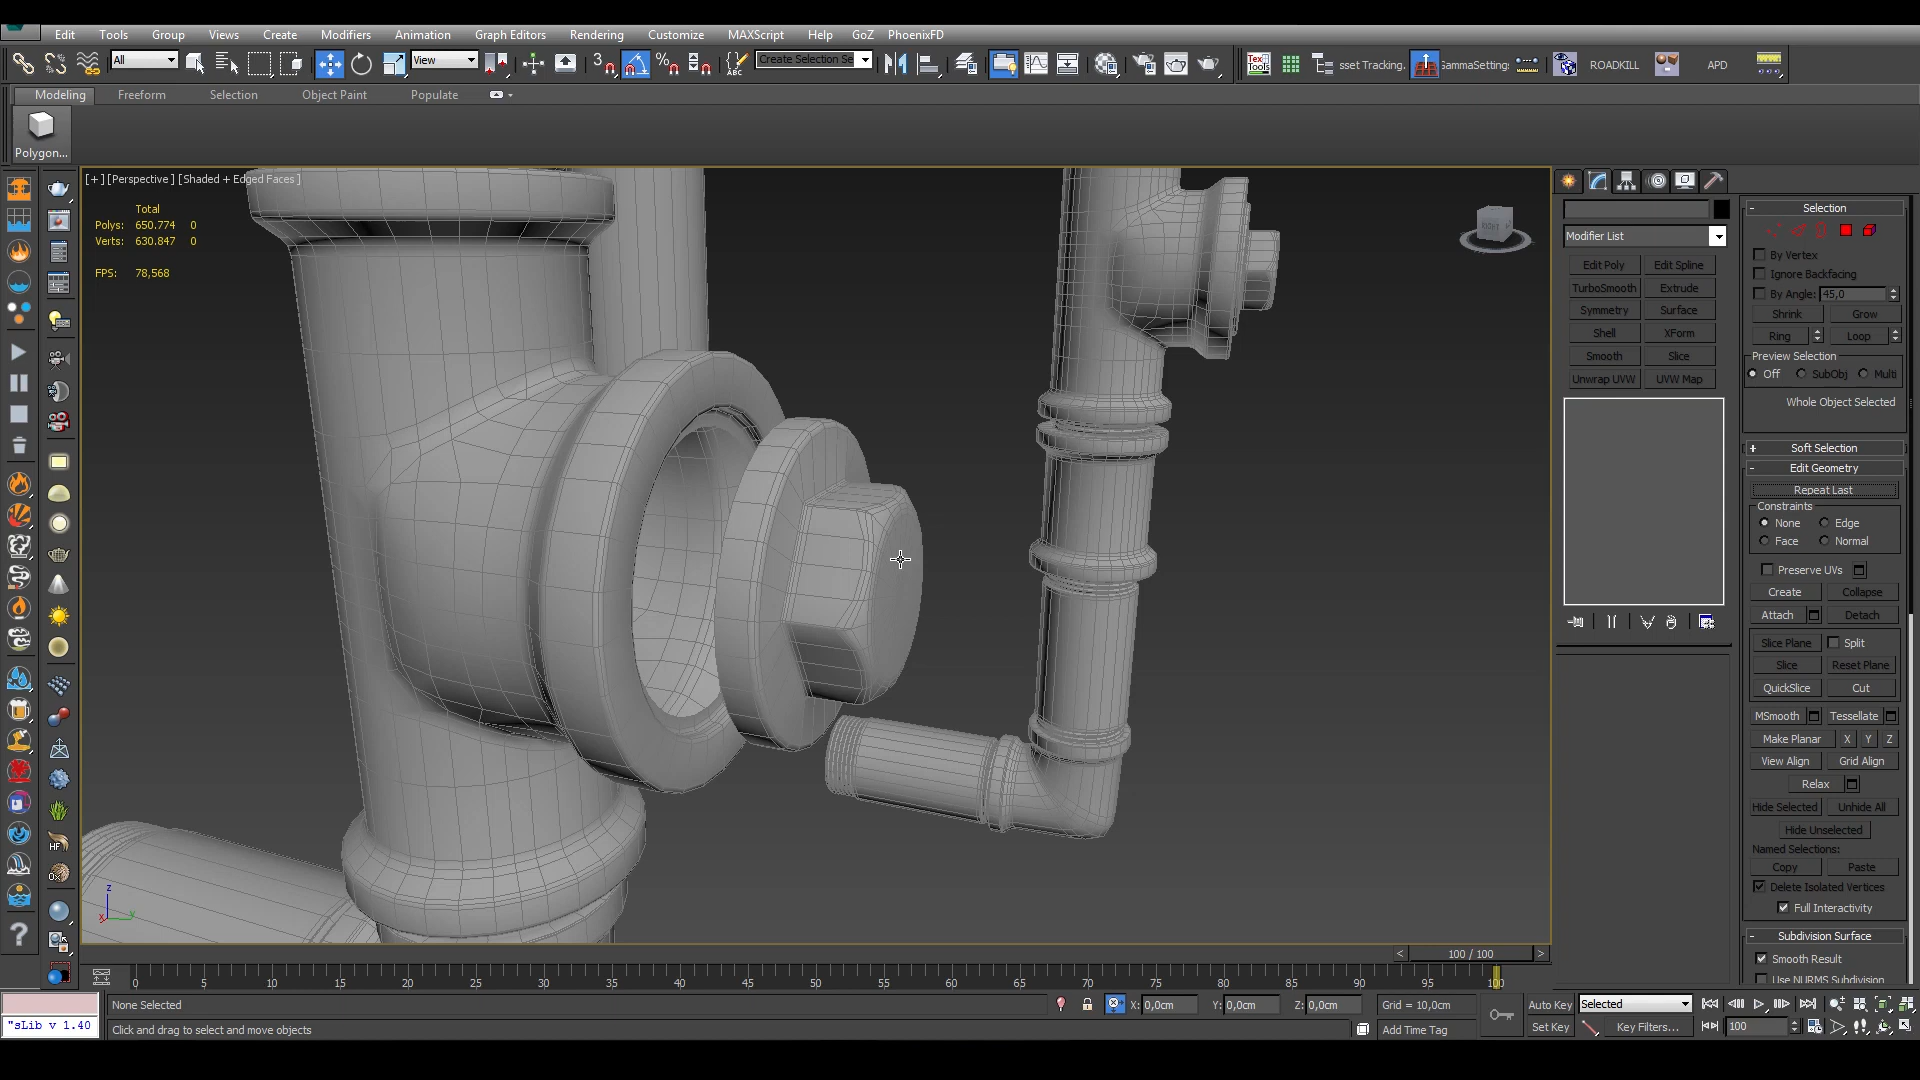 Edit Tools Group Views Create Modifiers Animation Graph Editors Rendering Customize MAXScript Help GoZ PhoenixFD
All View Create Selection Se Tex Tools sset Tracking. GammaSetting: ROADKILL APD
Modeling Freeform Selection Object Paint Populate
Polygon...
[+] [Perspective ] [Shaded + Edged Faces ]
Total
Polys: 650.774 0
Verts: 630.847 0
FPS: 78,568
Modifier List
Edit Poly Edit Spline
TurboSmooth Extrude
Symmetry Surface
Shell XForm
Smooth Slice
Unwrap UVW UVW Map
- Selection
By Vertex
Ignore Backfacing
By Angle: 45,0
Shrink Grow
Ring Loop
Preview Selection
Off SubObj Multi
Whole Object Selected
+ Soft Selection
- Edit Geometry
Repeat Last
Constraints
None Edge
Face Normal
Preserve UVs
Create Collapse
Attach Detach
Slice Plane Split
Slice Reset Plane
QuickSlice Cut
MSmooth Tessellate
Make Planar X Y Z
View Align Grid Align
Relax
Hide Selected Unhide All
Hide Unselected
Named Selections:
Copy Paste
Delete Isolated Vertices
Full Interactivity
- Subdivision Surface
Smooth Result
Use NURMS Subdivision
z x y
< 100 / 100 >
0 5 10 15 20 25 30 35 40 45 50 55 60 65 70 75 80 85 90 95 100
None Selected X: 0,0cm Y: 0,0cm Z: 0,0cm Grid = 10,0cm Auto Key Selected
"sLib v 1.40 Click and drag to select and move objects Add Time Tag Set Key Key Filters... 100